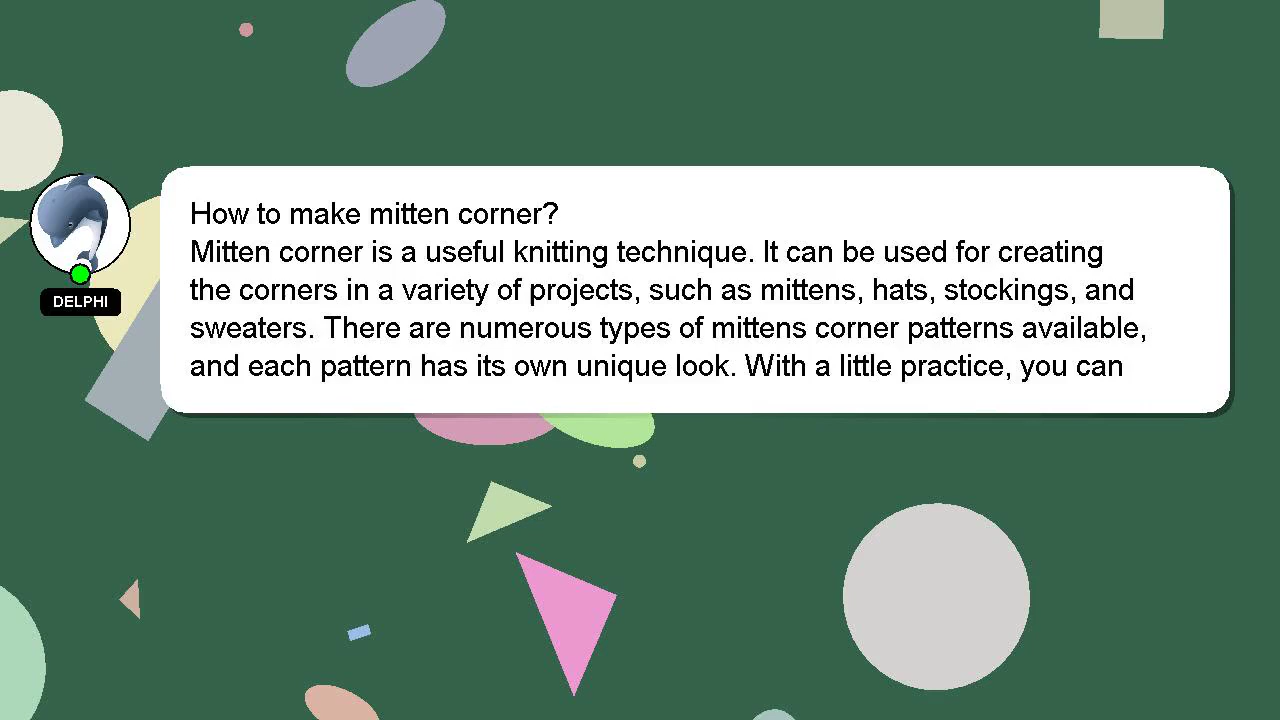 How to make mitten corner?
Mitten corner is a useful knitting technique. It can be used for creating
the corners in a variety of projects, such as mittens, hats, stockings, and
sweaters. There are numerous types of mittens corner patterns available,
and each pattern has its own unique look. With a little practice, you can
DELPHI